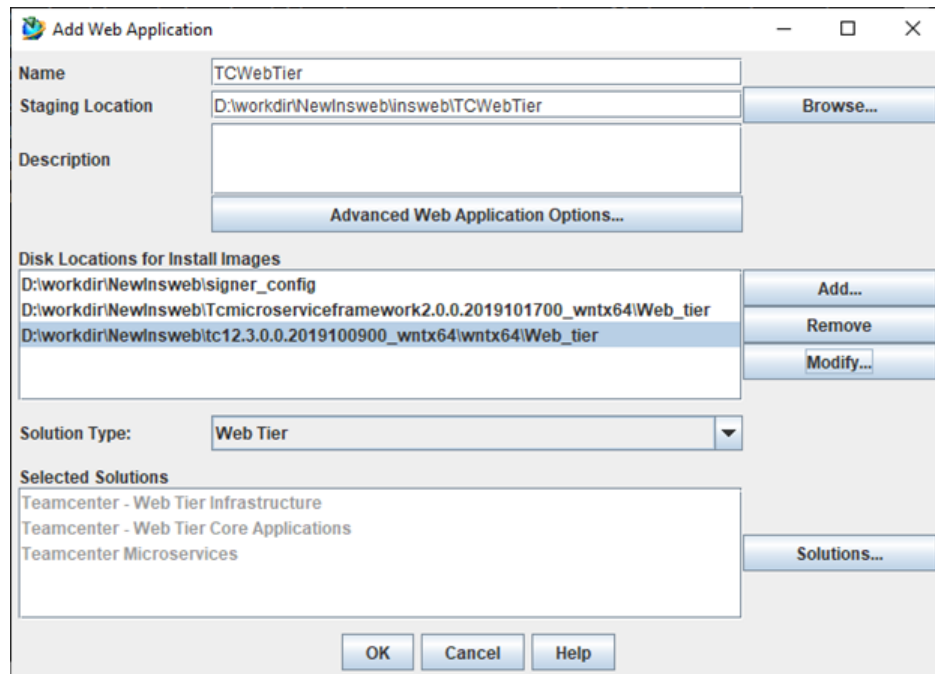 Add Web Application
Name
TCWebTier
Staging Location
D:\workdir\NewInsweb\insweb\TCWebTier
Browse...
Description
Advanced Web Application Options...
Disk Locations for Install Images
D:\workdir\NewInsweb\signer_config
D:\workdir\NewInsweb\Tcmicroserviceframework2.0.0.2019101700_wntx64\Web_tier
D:\workdir\NewInsweb\tc12.3.0.0.2019100900_wntx64\wntx64\Web_tier
Add...
Remove
Modify...
Solution Type:
Web Tier
Selected Solutions
Teamcenter - Web Tier Infrastructure
Teamcenter - Web Tier Core Applications
Teamcenter Microservices
Solutions...
OK
Cancel
Help